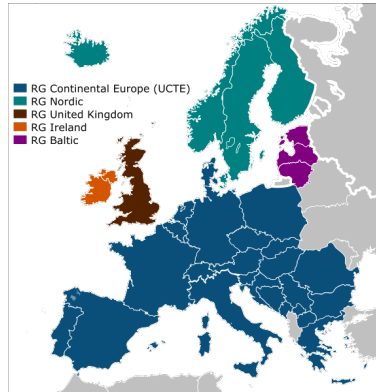 RG Continental Europe (UCTE)
RG Nordic
RG United Kingdom
RG Ireland
RG Baltic